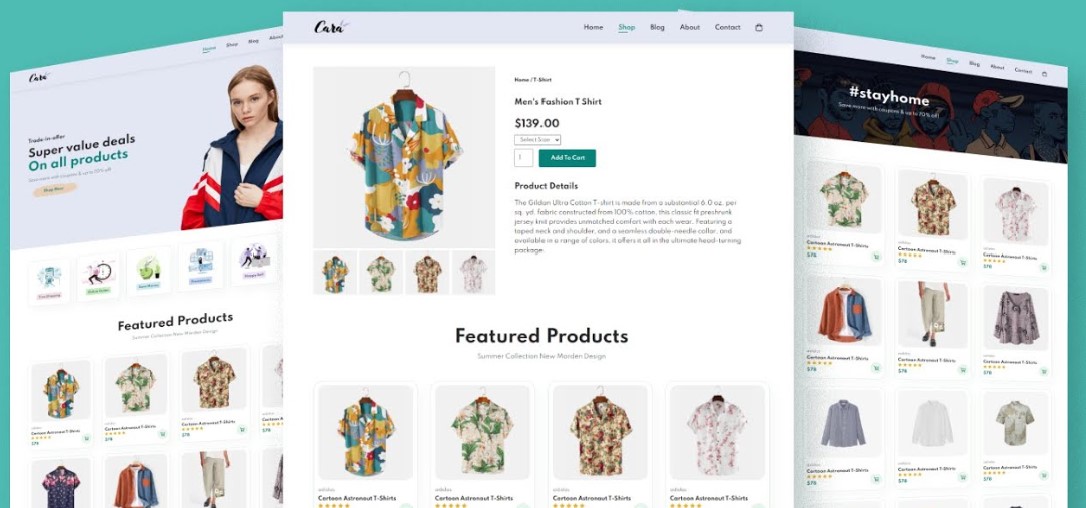 Cara
Home
Shop
Blog
About
Trade-in-offer
Super value deals
On all products
Save more with coupons & up to 70% off!
Shop Now
Featured Products
Summer Collection New Morden Design
Cartoon Astronaut T-Shirts
$78
Cartoon Astronaut T-Shirts
$78
Cartoon Astronaut T-Shirts
$78
Cara
Home
Shop
Blog
About
Contact
Home / T-Shirt
Men's Fashion T Shirt
$139.00
Select Size
1
Add To Cart
Product Details
The Gildan Ultra Cotton T-shirt is made from a substantial 6.0 oz. per
sq. yd. fabric constructed from 100% cotton, this classic fit preshrunk
jersey knit provides unmatched comfort with each wear. Featuring a
taped neck and shoulder, and a seamless double-needle collar, and
available in a range of colors, it offers it all in the ultimate head-turning
package.
Featured Products
Summer Collection New Morden Design
adidas
Cartoon Astronaut T-Shirts
adidas
Cartoon Astronaut T-Shirts
adidas
Cartoon Astronaut T-Shirts
adidas
Cartoon Astronaut T-Shirts
Home
Shop
Blog
About
Contact
#stayhome
Save more with coupons & up to 70% off!
Cartoon Astronaut T-Shirts
$78
Cartoon Astronaut T-Shirts
$78
Cartoon Astronaut T-Shirts
$78
Cartoon Astronaut T-Shirts
$78
Cartoon Astronaut T-Shirts
$78
Cartoon Astronaut T-Shirts
$78
Cartoon Astronaut T-Shirts
$78
Cartoon Astronaut T-Shirts
$78
Cartoon Astronaut T-Shirts
$78